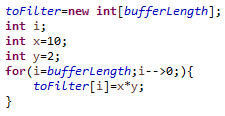 toFilter=new int[bufferLength];
int i;
int x=10;
int y=2;
for(i=bufferLength;i-->0;){
    toFilter[i]=x*y;
}